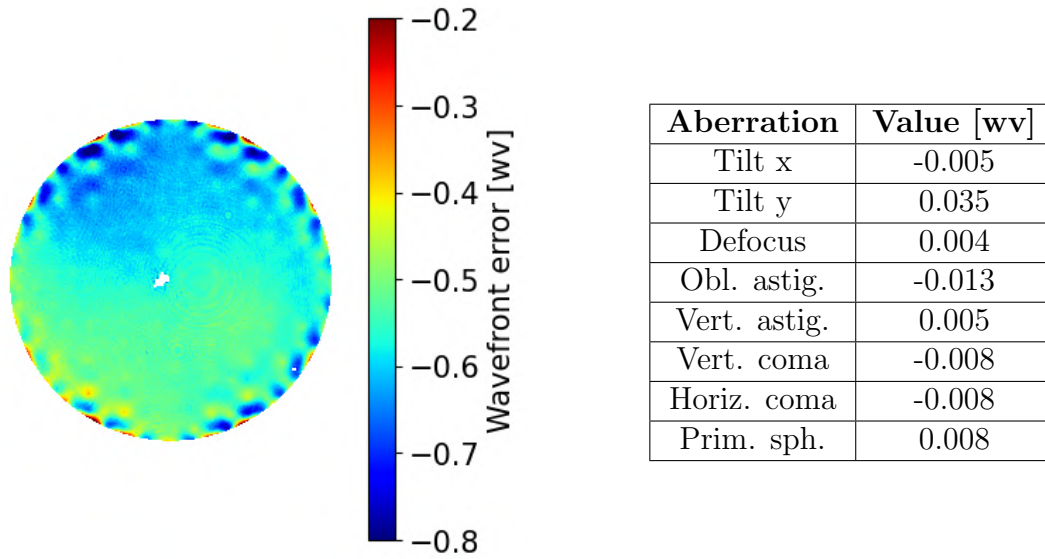 −0.2
−0.3
−0.4
−0.5
−0.6
−0.7
−0.8
Wavefront error [wv]
Aberration Value [wv]
Tilt x -0.005
Tilt y 0.035
Defocus 0.004
Obl. astig. -0.013
Vert. astig. 0.005
Vert. coma -0.008
Horiz. coma -0.008
Prim. sph. 0.008